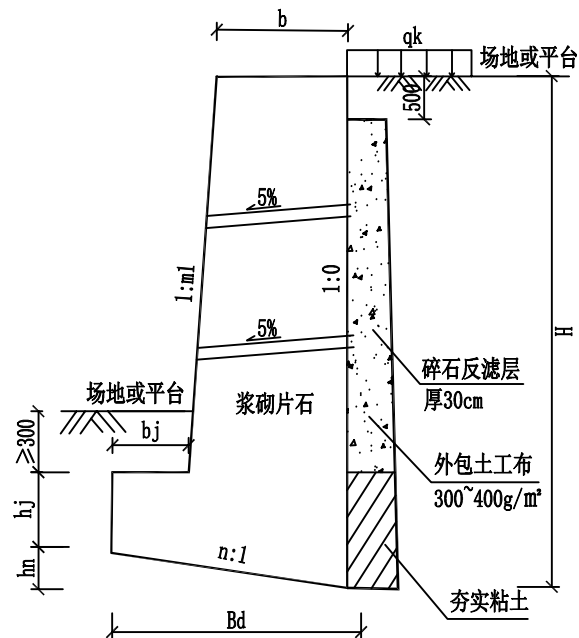 b
qk
场地或平台
500
5%
1:m1
1:0
H
5%
碎石反滤层
厚30cm
场地或平台
浆砌片石
≥300
bj
外包土工布
300~400g/m²
hj
n:1
hn
夯实粘土
Bd